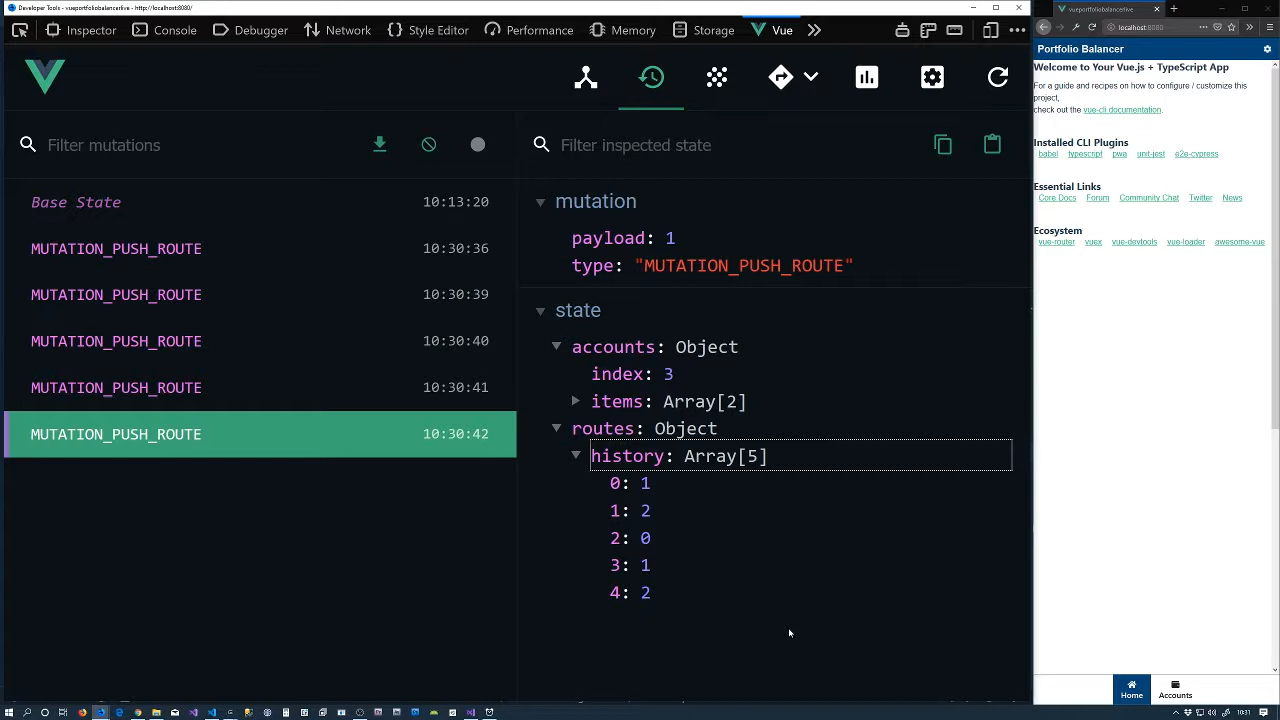 Developer Tools - vueportfoliobalancerlive - http://localhost:8080/
Inspector
Console
Debugger
Style E
Performance
Memory
Storage
Vue
Filter mutations
Filter inspected state
Base State 10:13:20
MUTATION_PUSH_ROUTE 10:30:36
MUTATION_PUSH_ROUTE 10:30:39
MUTATION_PUSH_ROUTE 10:30:40
MUTATION_PUSH_ROUTE 10:30:41
MUTATION_PUSH_ROUTE 10:30:42
mutation
payload: 1
type: "MUTATION_PUSH_ROUTE"
state
accounts: Object
index: 3
items: Array[2]
routes: Object
history: Array[5]
0: 1
1: 2
2: 0
3: 1
4: 2
vueportfoliobalancerlive
localhost:8080
Portfolio Balancer
Welcome to Your Vue.js + TypeScript App
For a guide and recipes on how to configure / customize this
project,
check out the vue-cli documentation.
Installed CLI Plugins
babel typescript pwa unit-jest e2e-cypress
Essential Links
Core Docs Forum Community Chat Twitter News
Ecosystem
vue-router vuex vue-devtools vue-loader awesome-vue
Home
Accounts
10:31